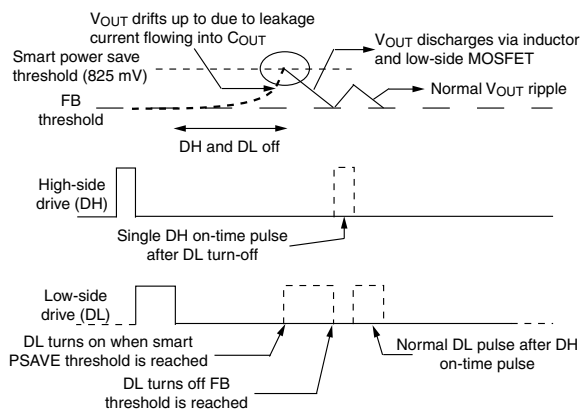 VOUT drifts up to due to leakage
current flowing into COUT
Smart power save
threshold (825 mV)
VOUT discharges via inductor
and low-side MOSFET
FB
threshold
Normal VOUT ripple
DH and DL off
High-side
drive (DH)
Single DH on-time pulse
after DL turn-off
Low-side
drive (DL)
DL turns on when smart
PSAVE threshold is reached
Normal DL pulse after DH
on-time pulse
DL turns off FB
threshold is reached